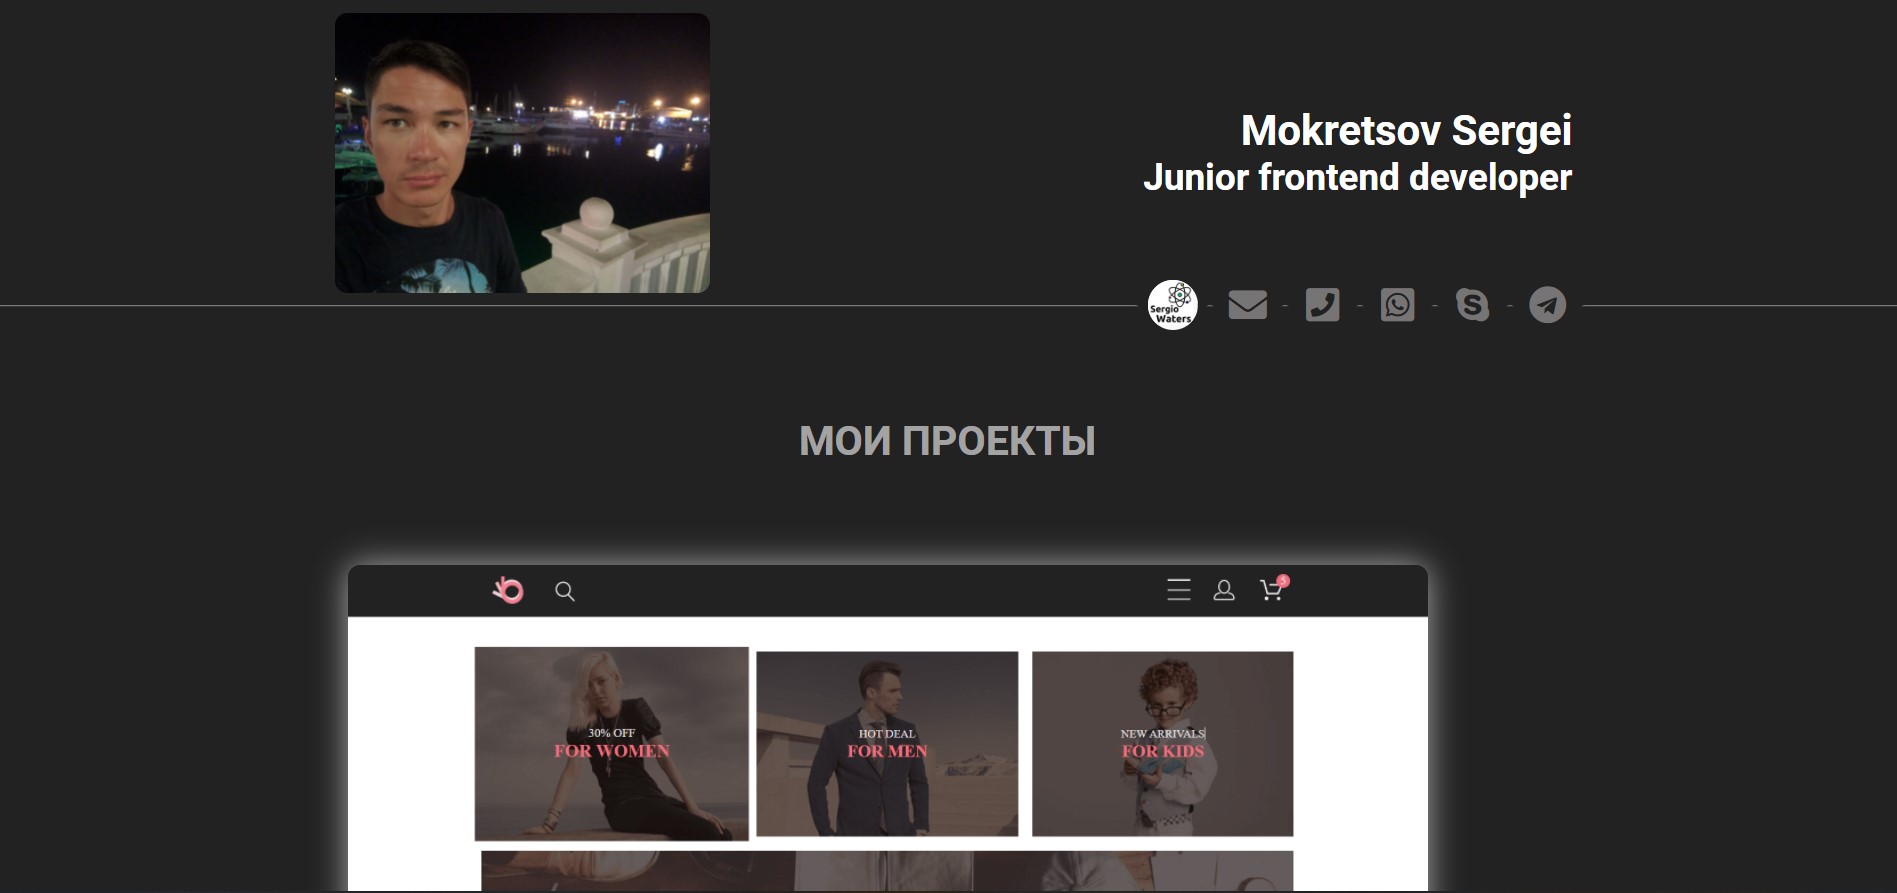 Mokretsov Sergei
Junior frontend developer
Sergio
Waters
МОИ ПРОЕКТЫ
5
30% OFF
FOR WOMEN
HOT DEAL
FOR MEN
NEW ARRIVALS
FOR KIDS